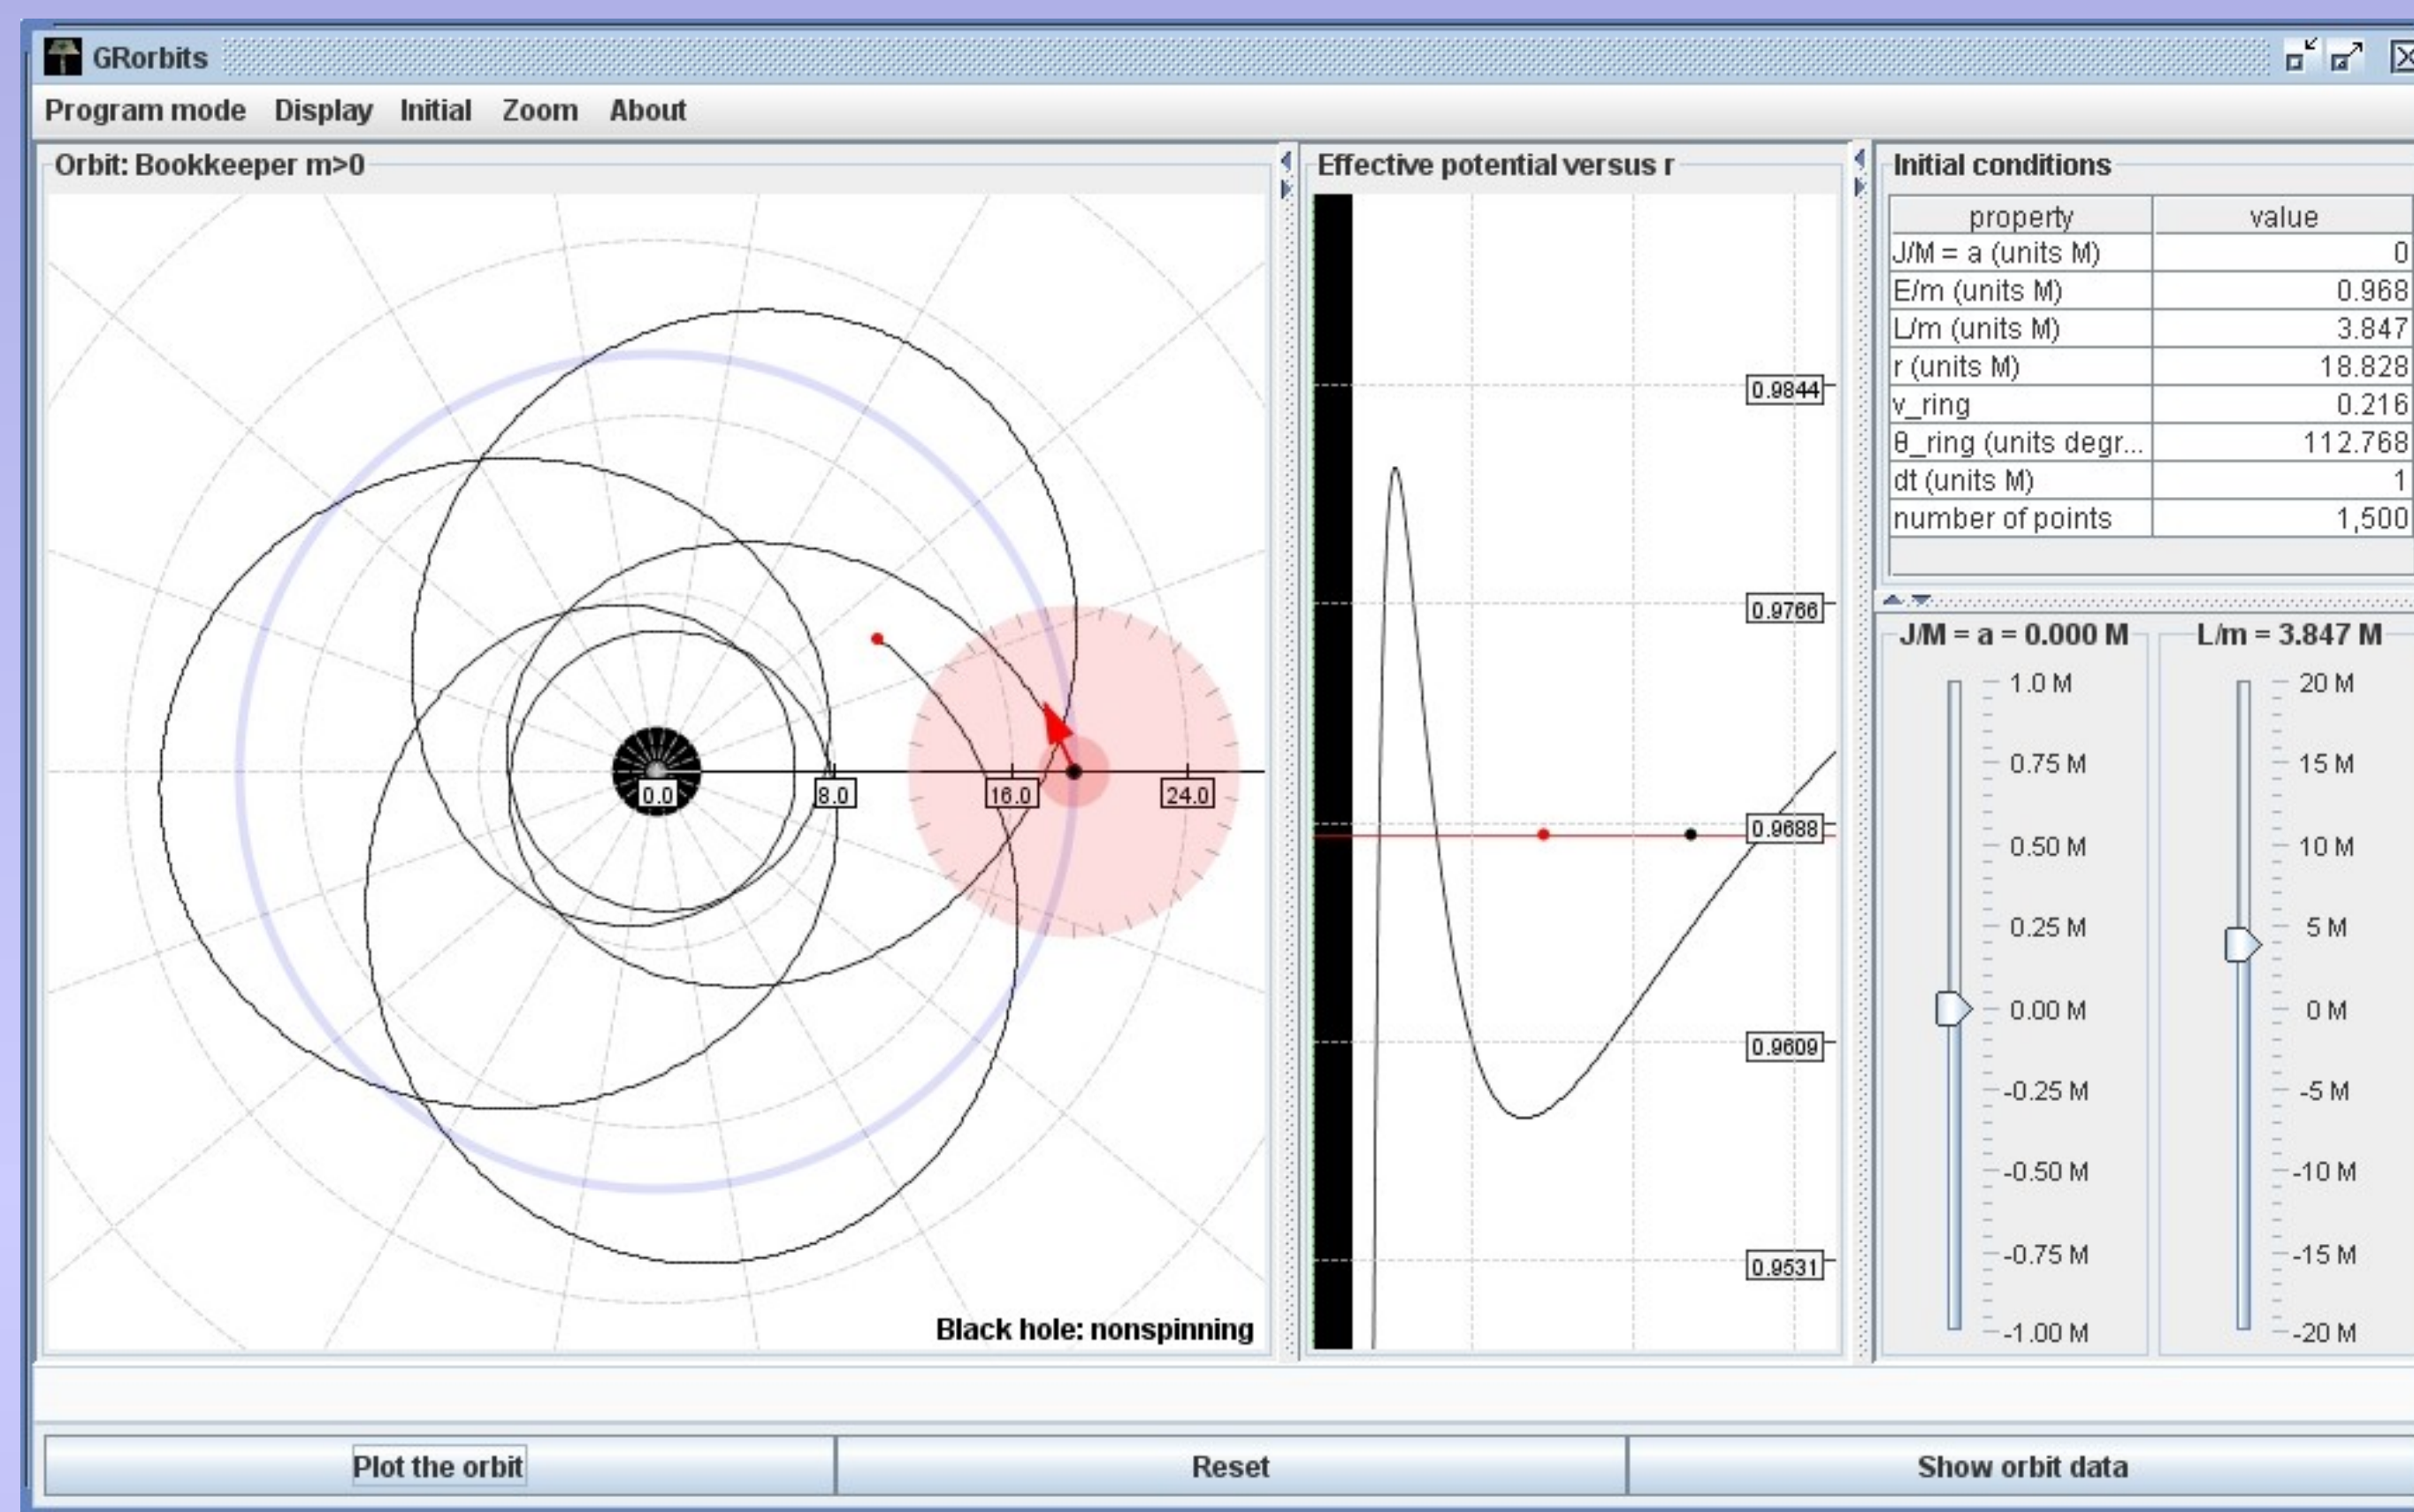 GRorbits
Program mode Display Initial Zoom About
Orbit: Bookkeeper m>0
0.0
8.0
16.0
24.0
Black hole: nonspinning
Effective potential versus r
0.9844
0.9766
0.9688
0.9609
0.9531
Initial conditions
property value
J/M = a (units M) 0
E/m (units M) 0.968
L/m (units M) 3.847
r (units M) 18.828
v_ring 0.216
θ_ring (units degr... 112.768
dt (units M) 1
number of points 1,500
J/M = a = 0.000 M
1.0 M
0.75 M
0.50 M
0.25 M
0.00 M
-0.25 M
-0.50 M
-0.75 M
-1.00 M
L/m = 3.847 M
20 M
15 M
10 M
5 M
0 M
-5 M
-10 M
-15 M
-20 M
Plot the orbit
Reset
Show orbit data